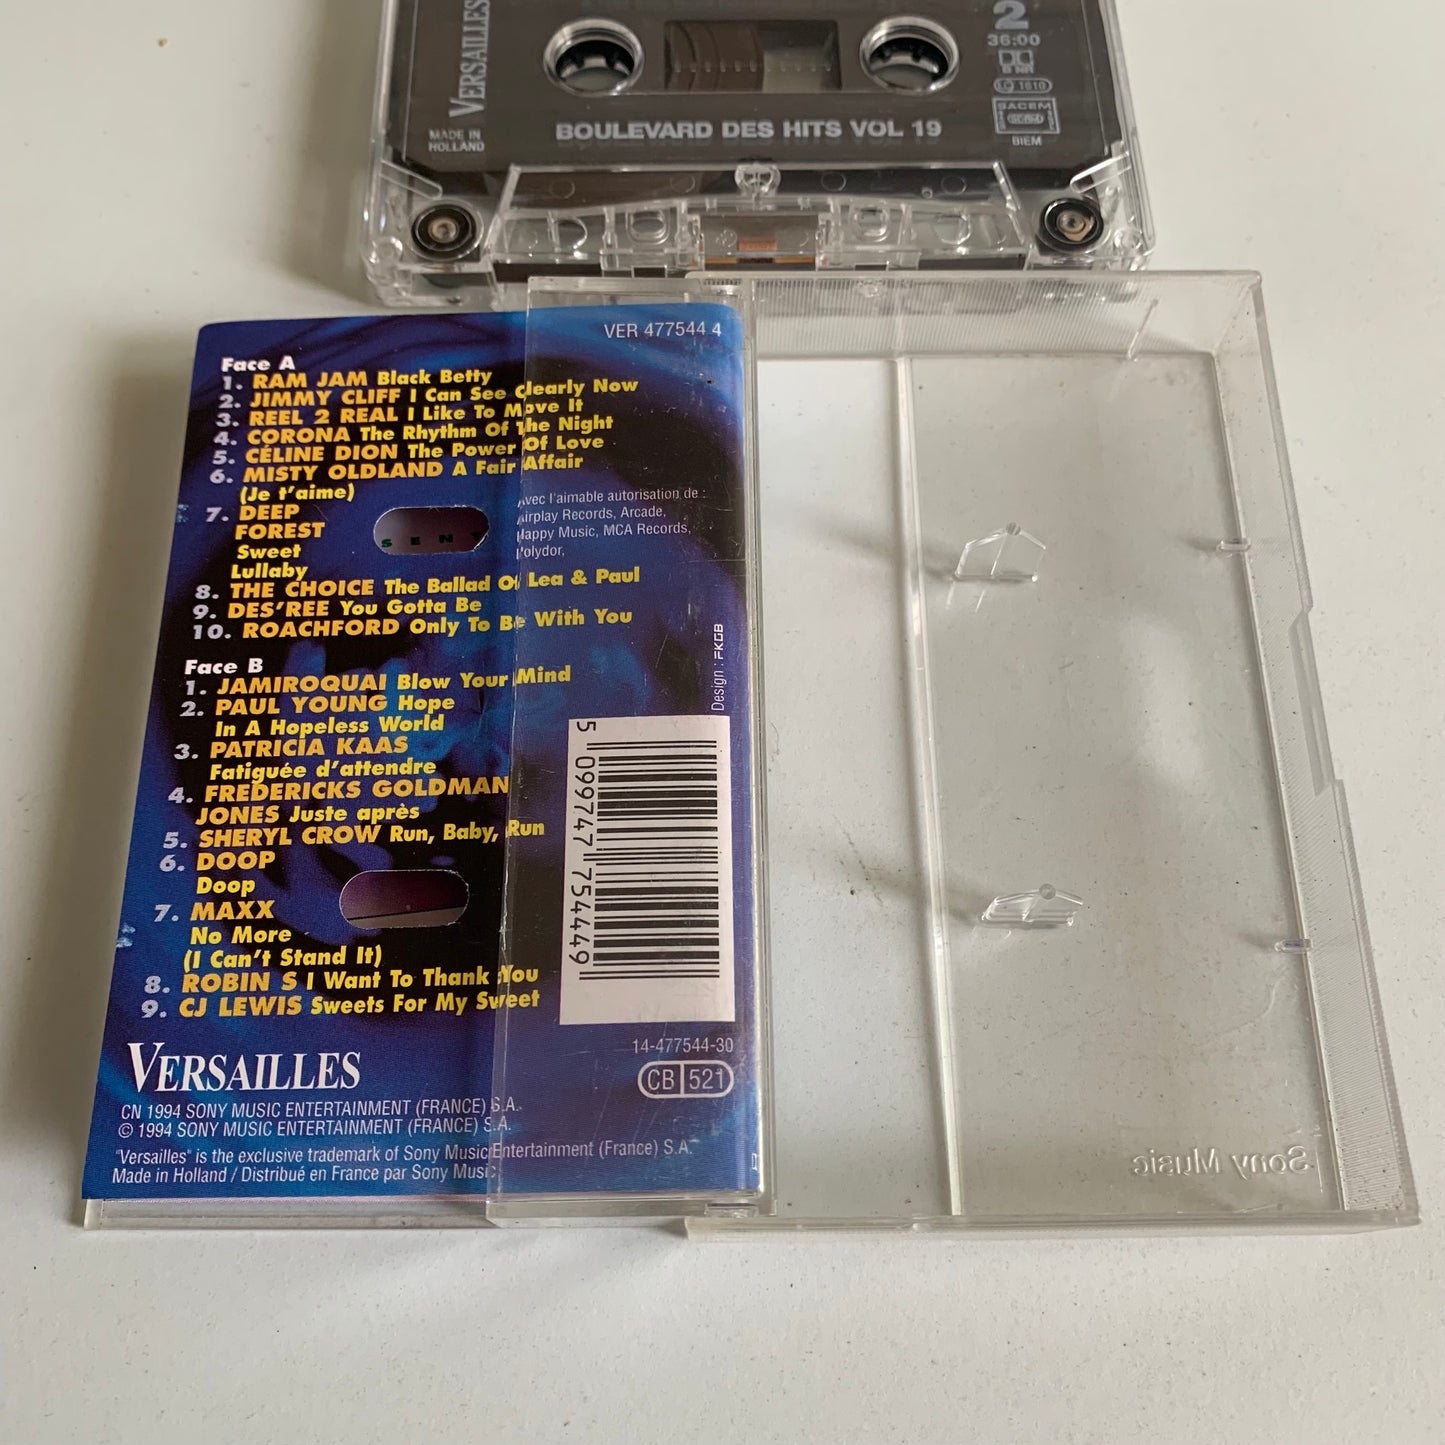 VERSAILLES
MADE IN
HOLLAND
2
36:00
B NR
LC 1610
SACEM
SDRM
BIEM
BOULEVARD DES HITS VOL 19
VER 477544 4
Face A
1. RAM JAM Black Betty
2. JIMMY CLIFF I Can See Clearly Now
3. REEL 2 REAL I Like To Move It
4. CORONA The Rhythm Of The Night
5. CÉLINE DION The Power Of Love
6. MISTY OLDLAND A Fair Affair
(Je t'aime)
7. DEEP
FOREST
Sweet
Lullaby
8. THE CHOICE The Ballad Of Lea & Paul
9. DES'REE You Gotta Be
10. ROACHFORD Only To Be With You
SENT
Avec l'aimable autorisation de :
Airplay Records, Arcade,
Happy Music, MCA Records,
Polydor,
Face B
1. JAMIROQUAI Blow Your Mind
2. PAUL YOUNG Hope
In A Hopeless World
3. PATRICIA KAAS
Fatiguée d'attendre
4. FREDERICKS GOLDMAN
JONES Juste après
5. SHERYL CROW Run, Baby, Run
6. DOOP
Doop
7. MAXX
No More
(I Can't Stand It)
8. ROBIN S I Want To Thank You
9. CJ LEWIS Sweets For My Sweet
Design : FKGB
5 099747 754449
14-477544-30
CB 521
VERSAILLES
CN 1994 SONY MUSIC ENTERTAINMENT (FRANCE) S.A.
© 1994 SONY MUSIC ENTERTAINMENT (FRANCE) S.A.
"Versailles" is the exclusive trademark of Sony Music Entertainment (France) S.A.
Made in Holland / Distribué en France par Sony Music
Sony Music